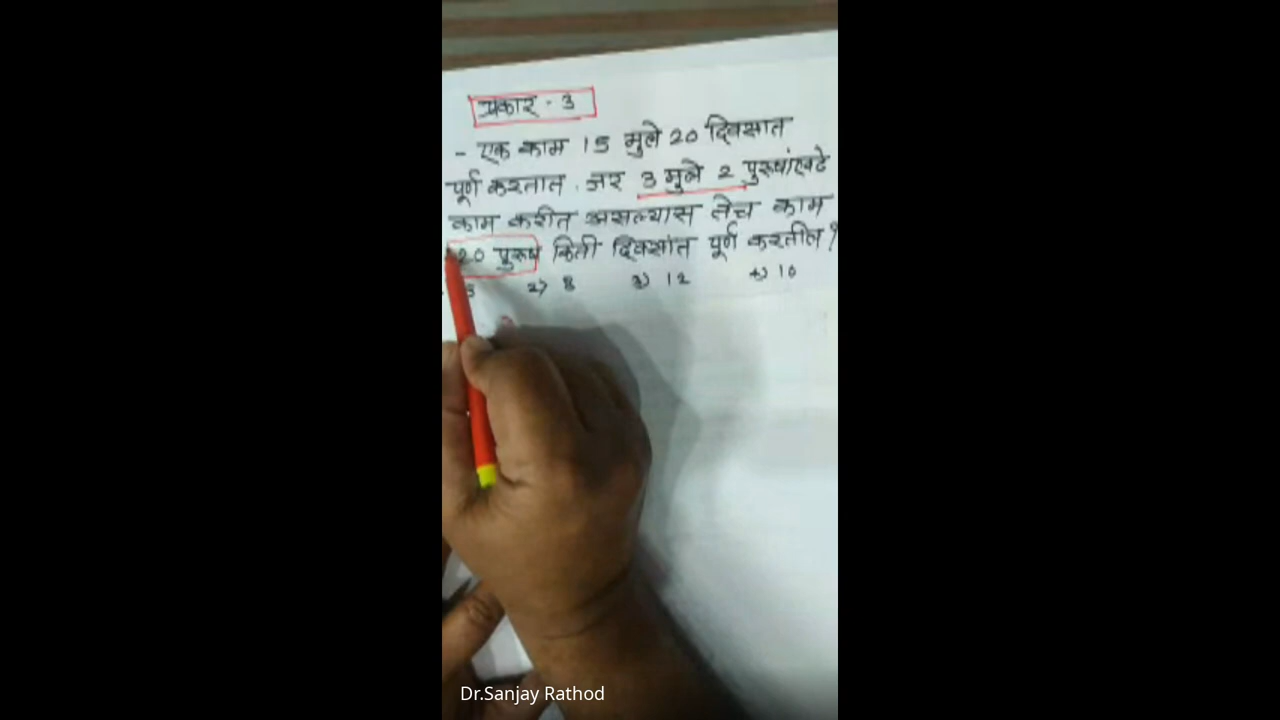 प्रकार - 3
- एक काम 15 मुले 20 दिवसात
पूर्ण करतात. जर 3 मुले 2 पुरूषांएवढे
काम करीत असल्यास तेच काम
20 पुरूष किती दिवसांत पूर्ण करतील?
2) 8 3) 12 4) 10
Dr.Sanjay Rathod